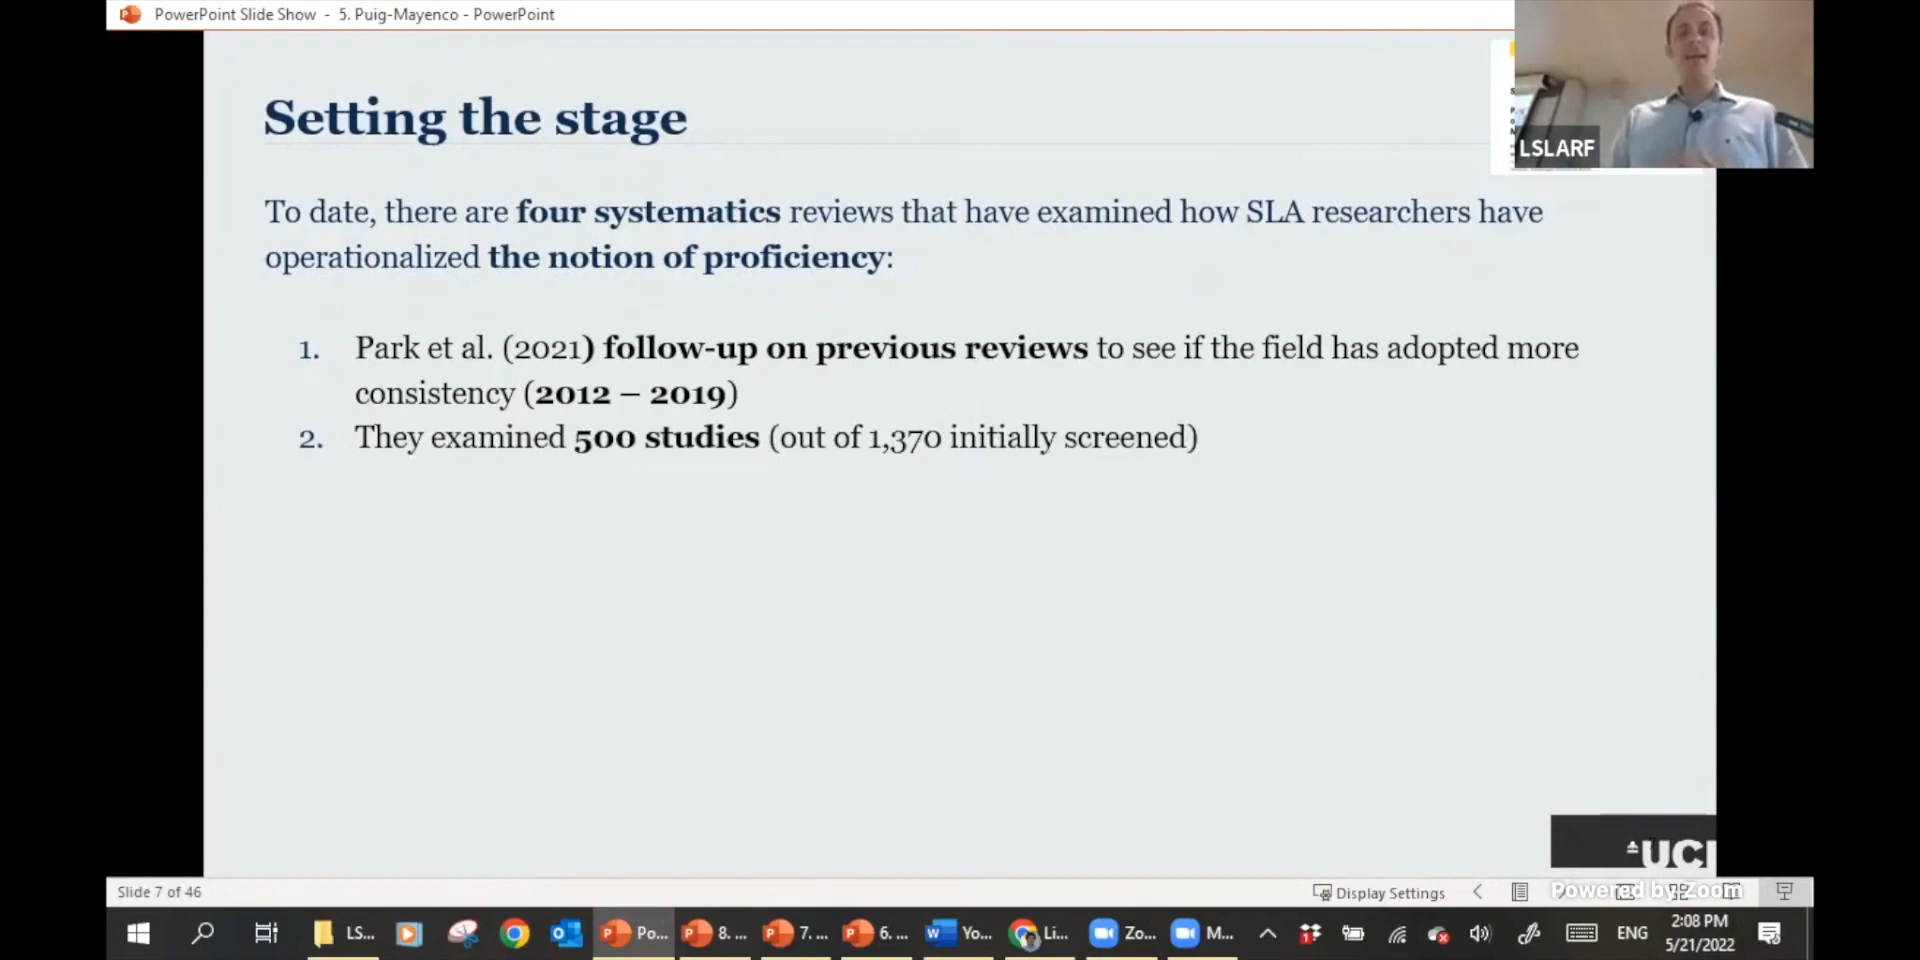 PowerPoint Slide Show - 5. Puig-Mayenco - PowerPoint
LSLARF
Setting the stage
To date, there are four systematics reviews that have examined how SLA researchers have
operationalized the notion of proficiency:
1. Park et al. (2021) follow-up on previous reviews to see if the field has adopted more
consistency (2012 – 2019)
2. They examined 500 studies (out of 1,370 initially screened)
UCL
Slide 7 of 46
Display Settings
Powered by Zoom
LS...
Po...
8. ...
7. ...
6. ...
Yo...
Li...
Zo...
M...
ENG
2:08 PM
5/21/2022